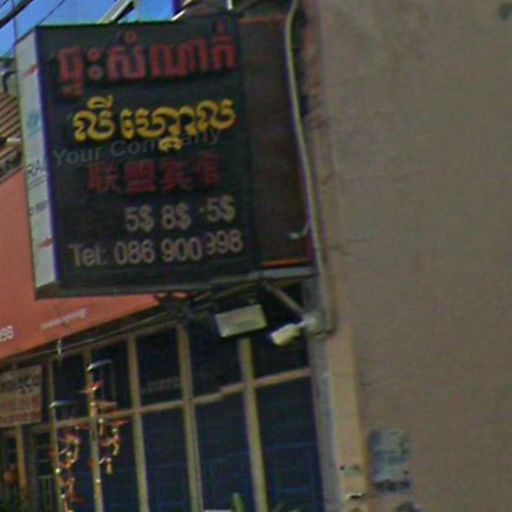 ផ្ទះសំណាក់
លីហ្គោល
Your Company
联盟宾馆
5$ 8$ 15$
Tel: 086 900 998